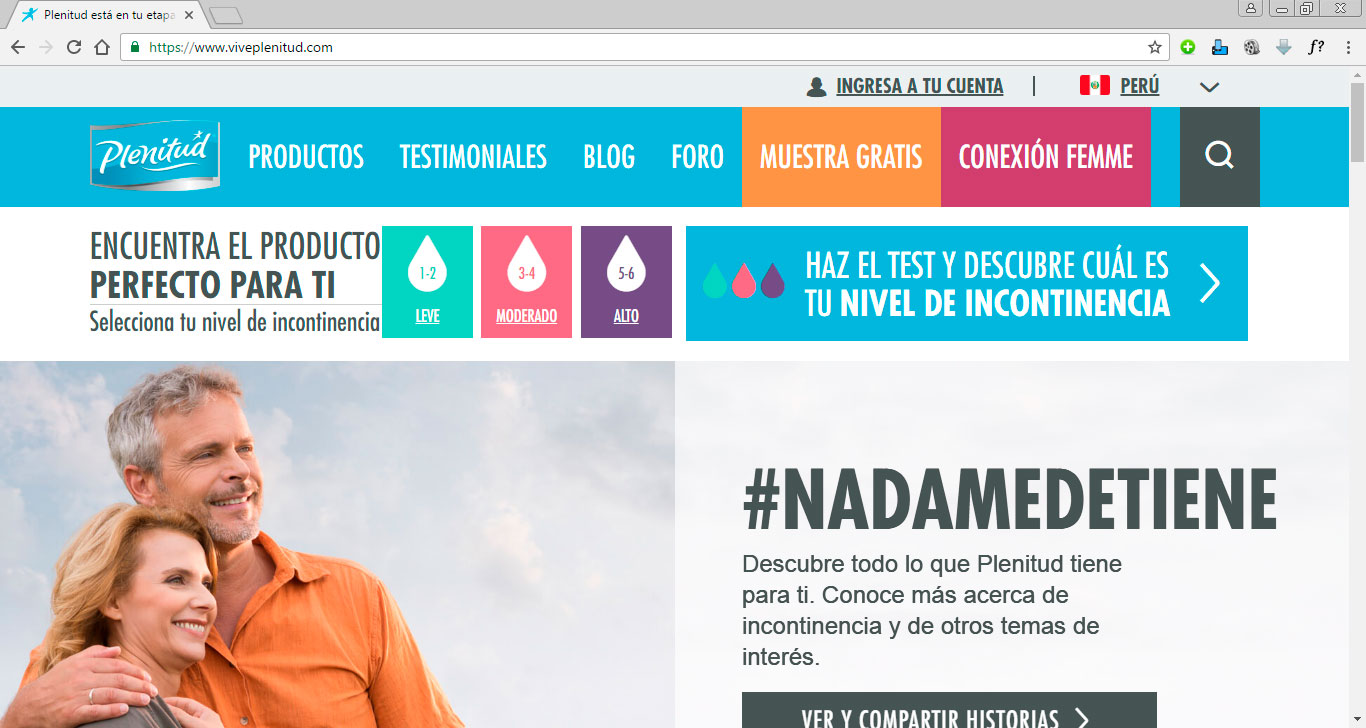 Plenitud está en tu etapa
https://www.viveplenitud.com
f?
INGRESA A TU CUENTA | PERÚ
Plenitud PRODUCTOS TESTIMONIALES BLOG FORO MUESTRA GRATIS CONEXIÓN FEMME
ENCUENTRA EL PRODUCTO
PERFECTO PARA TI
Selecciona tu nivel de incontinencia
1-2
LEVE
3-4
MODERADO
5-6
ALTO
HAZ EL TEST Y DESCUBRE CUÁL ES
TU NIVEL DE INCONTINENCIA
#NADAMEDETIENE
Descubre todo lo que Plenitud tiene
para ti. Conoce más acerca de
incontinencia y de otros temas de
interés.
VER Y COMPARTIR HISTORIAS